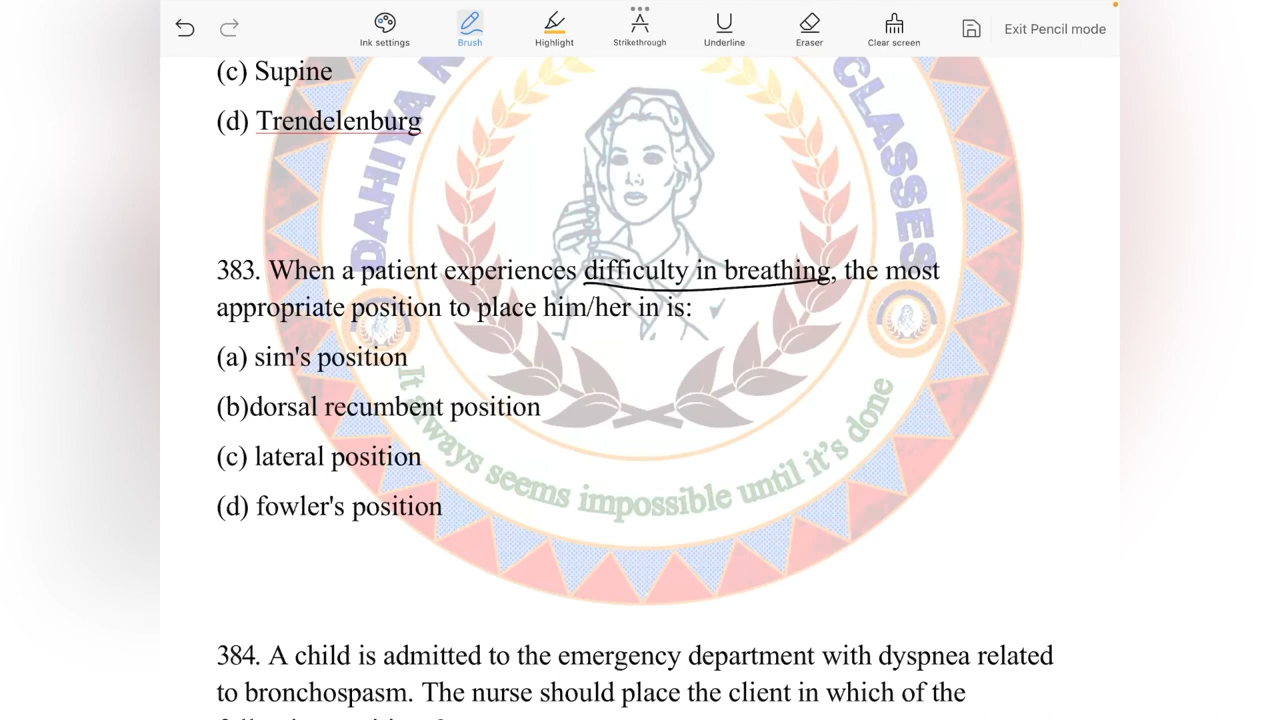 Ink settings
Brush
Highlight
Strikethrough
Underline
Eraser
Clear screen
Exit Pencil mode
(c) Supine
(d) Trendelenburg
DAHIYA
CLASSES
383. When a patient experiences difficulty in breathing, the most
appropriate position to place him/her in is:
(a) sim's position
(b)dorsal recumbent position
(c) lateral position
(d) fowler's position
It always seems impossible until it's done
384. A child is admitted to the emergency department with dyspnea related
to bronchospasm. The nurse should place the client in which of the